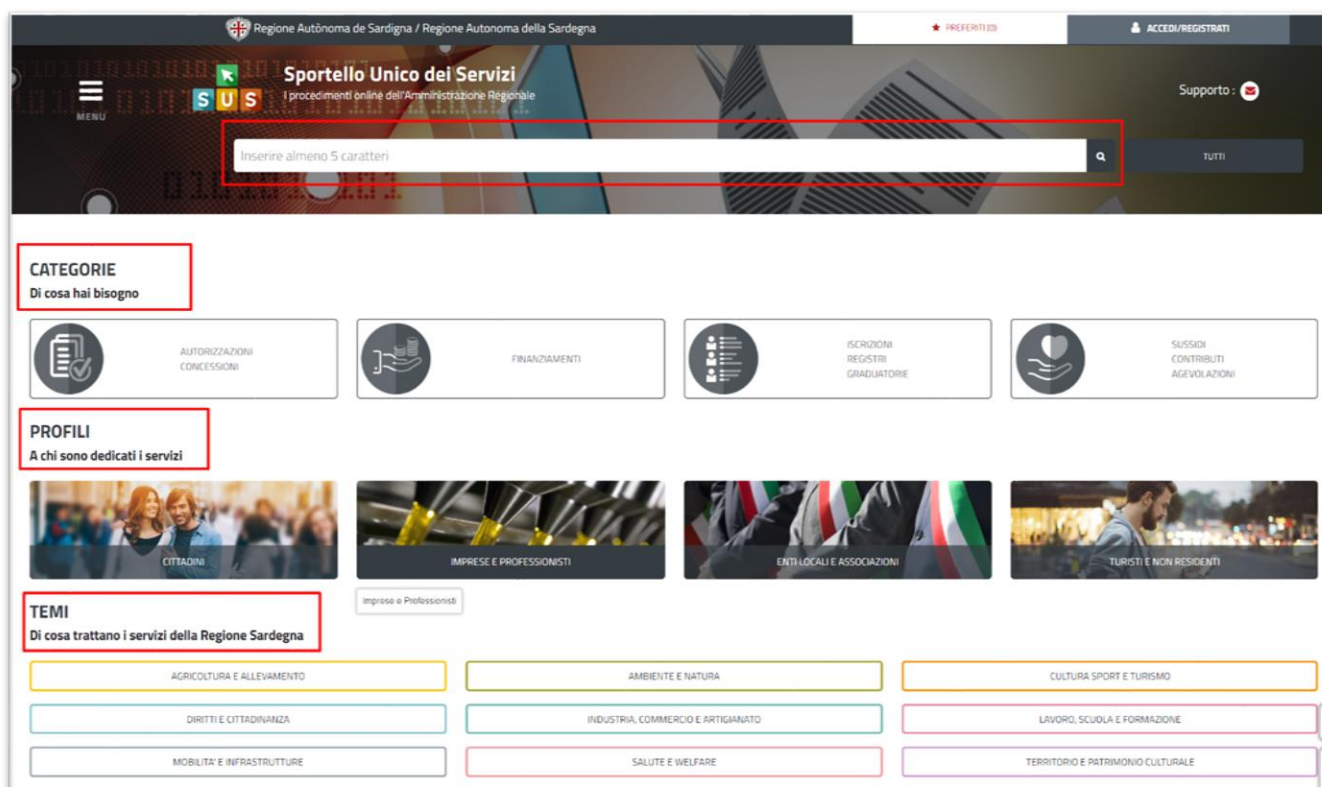 Regione Autònoma de Sardigna / Regione Autonoma della Sardegna
PREFERITI (0)
ACCEDI/REGISTRATI
MENU
SUS
Sportello Unico dei Servizi
I procedimenti online dell'Amministrazione Regionale
Supporto :
Inserire almeno 5 caratteri
TUTTI
CATEGORIE
Di cosa hai bisogno
AUTORIZZAZIONI
CONCESSIONI
FINANZIAMENTI
ISCRIZIONI
REGISTRI
GRADUATORIE
SUSSIDI
CONTRIBUTI
AGEVOLAZIONI
PROFILI
A chi sono dedicati i servizi
CITTADINI
IMPRESE E PROFESSIONISTI
ENTI LOCALI E ASSOCIAZIONI
TURISTI E NON RESIDENTI
Imprese e Professionisti
TEMI
Di cosa trattano i servizi della Regione Sardegna
AGRICOLTURA E ALLEVAMENTO
AMBIENTE E NATURA
CULTURA SPORT E TURISMO
DIRITTI E CITTADINANZA
INDUSTRIA, COMMERCIO E ARTIGIANATO
LAVORO, SCUOLA E FORMAZIONE
MOBILITA' E INFRASTRUTTURE
SALUTE E WELFARE
TERRITORIO E PATRIMONIO CULTURALE